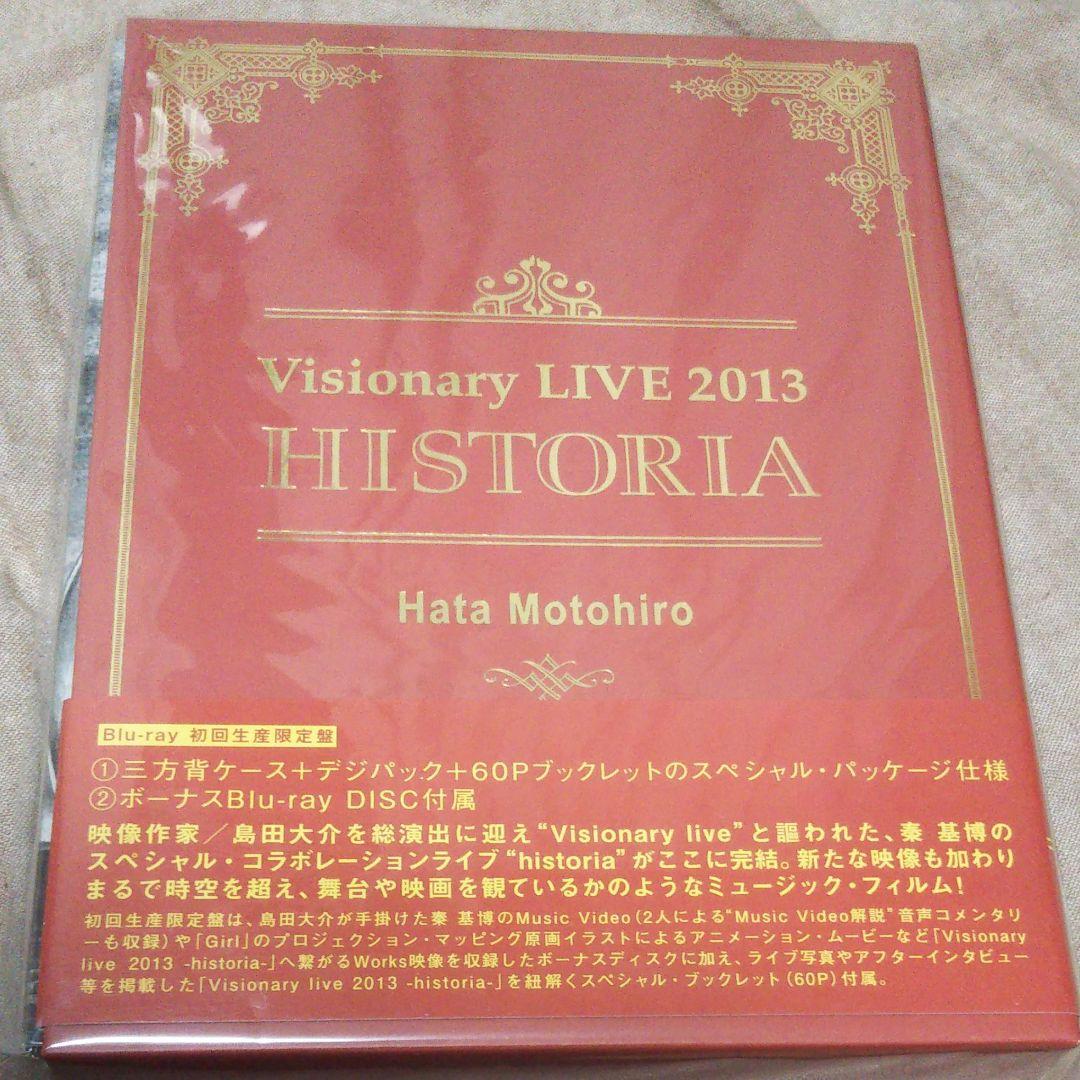 Visionary LIVE 2013
HISTORIA
Hata Motohiro
Blu-ray 初回生産限定盤
①三方背ケース+デジパック+60Pブックレットのスペシャル・パッケージ仕様
②ボーナスBlu-ray DISC付属
映像作家/島田大介を総演出に迎え“Visionary live”と謳われた、秦 基博の
スペシャル・コラボレーションライブ“historia”がここに完結。新たな映像も加わり
まるで時空を超え、舞台や映画を観ているかのようなミュージック・フィルム!
初回生産限定盤は、島田大介が手掛けた秦 基博のMusic Video(2人による“Music Video解説”音声コメンタリ
ーも収録)や「Girl」のプロジェクション・マッピング原画イラストによるアニメーション・ムービーなど「Visionary
live 2013 -historia-」へ繋がるWorks映像を収録したボーナスディスクに加え、ライブ写真やアフターインタビュー
等を掲載した「Visionary live 2013 -historia-」を紐解くスペシャル・ブックレット(60P)付属。